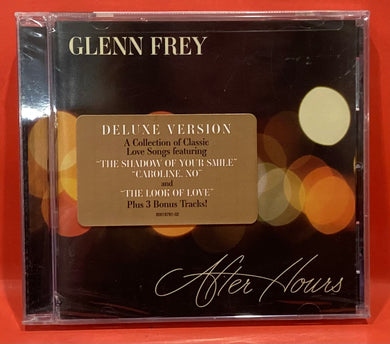 GLENN FREY
DELUXE VERSION
A Collection of Classic
Love Songs featuring
"THE SHADOW OF YOUR SMILE"
"CAROLINE, NO"
and
"THE LOOK OF LOVE"
Plus 3 Bonus Tracks!
After Hours